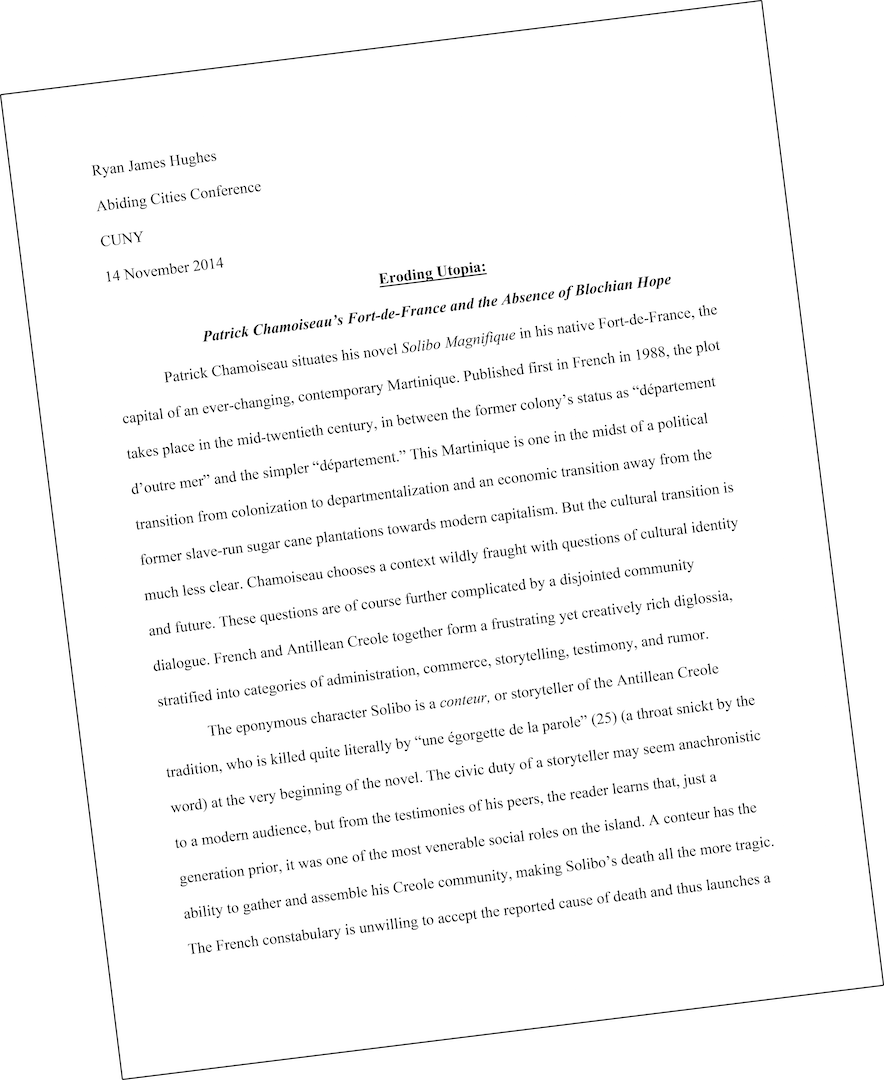 Ryan James Hughes
Abiding Cities Conference
CUNY
14 November 2014
Eroding Utopia:
Patrick Chamoiseau’s Fort-de-France and the Absence of Blochian Hope
Patrick Chamoiseau situates his novel Solibo Magnifique in his native Fort-de-France, the
capital of an ever-changing, contemporary Martinique. Published first in French in 1988, the plot
takes place in the mid-twentieth century, in between the former colony’s status as “département
d’outre mer” and the simpler “département.” This Martinique is one in the midst of a political
transition from colonization to departmentalization and an economic transition away from the
former slave-run sugar cane plantations towards modern capitalism. But the cultural transition is
much less clear. Chamoiseau chooses a context wildly fraught with questions of cultural identity
and future. These questions are of course further complicated by a disjointed community
dialogue. French and Antillean Creole together form a frustrating yet creatively rich diglossia,
stratified into categories of administration, commerce, storytelling, testimony, and rumor.
The eponymous character Solibo is a conteur, or storyteller of the Antillean Creole
tradition, who is killed quite literally by “une égorgette de la parole” (25) (a throat snickt by the
word) at the very beginning of the novel. The civic duty of a storyteller may seem anachronistic
to a modern audience, but from the testimonies of his peers, the reader learns that, just a
generation prior, it was one of the most venerable social roles on the island. A conteur has the
ability to gather and assemble his Creole community, making Solibo’s death all the more tragic.
The French constabulary is unwilling to accept the reported cause of death and thus launches a